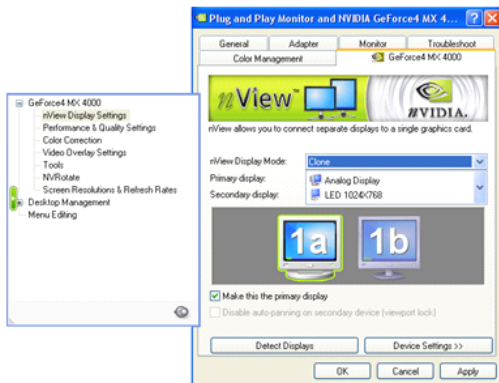 GeForce4 MX 4000
nView Display Settings
Performance & Quality Settings
Color Correction
Video Overlay Settings
Tools
NVRotate
Screen Resolutions & Refresh Rates
Desktop Management
Menu Editing
Plug and Play Monitor and NVIDIA GeForce4 MX 4...
General Adapter Monitor Troubleshoot
Color Management GeForce4 MX 4000
nView™
nVIDIA.
nView allows you to connect separate displays to a single graphics card.
nView Display Mode: Clone
Primary display: Analog Display
Secondary display: LED 1024X768
1a 1b
Make this the primary display
Disable auto-panning on secondary device (viewport lock)
Detect Displays Device Settings >>
OK Cancel Apply